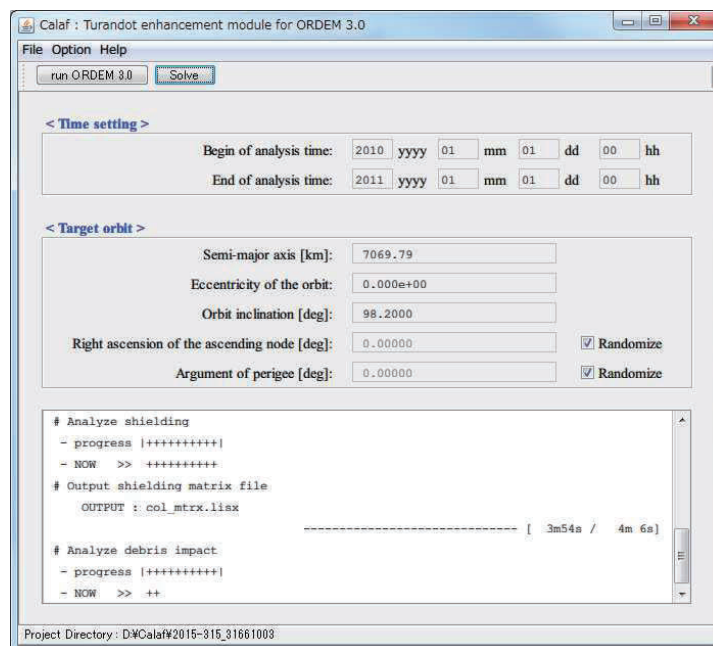 Calaf : Turandot enhancement module for ORDEM 3.0
File Option Help
run ORDEM 3.0 Solve
< Time setting >
Begin of analysis time: 2010 yyyy 01 mm 01 dd 00 hh
End of analysis time: 2011 yyyy 01 mm 01 dd 00 hh
< Target orbit >
Semi-major axis [km]: 7069.79
Eccentricity of the orbit: 0.000e+00
Orbit inclination [deg]: 98.2000
Right ascension of the ascending node [deg]: 0.00000 Randomize
Argument of perigee [deg]: 0.00000 Randomize
# Analyze shielding
- progress |++++++++++|
- NOW >> ++++++++++
# Output shielding matrix file
OUTPUT : col_mtrx.lisx
------------------------------ [ 3m54s / 4m 6s]
# Analyze debris impact
- progress |++++++++++|
- NOW >> ++
Project Directory : D:¥Calaf¥2015-315_31661003